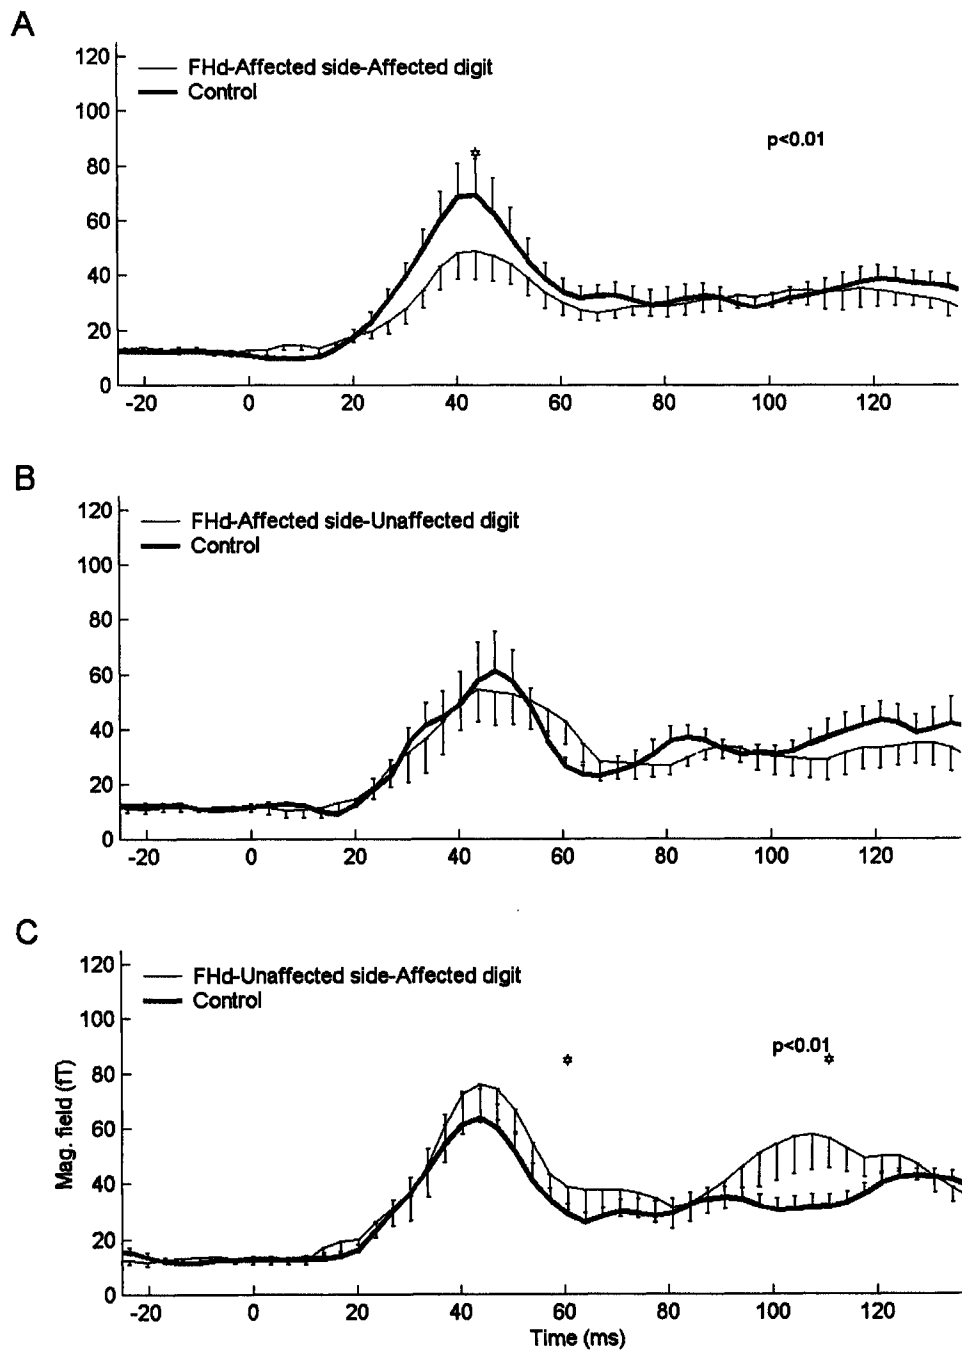 A
120
FHd-Affected side-Affected digit
Control
100
p<0.01
80
60
40
20
0
-20 0 20 40 60 80 100 120
B
120
FHd-Affected side-Unaffected digit
Control
100
80
60
40
20
0
-20 0 20 40 60 80 100 120
C
120
FHd-Unaffected side-Affected digit
Control
100
p<0.01
80
60
40
20
0
Mag. field (fT)
-20 0 20 40 60 80 100 120
Time (ms)